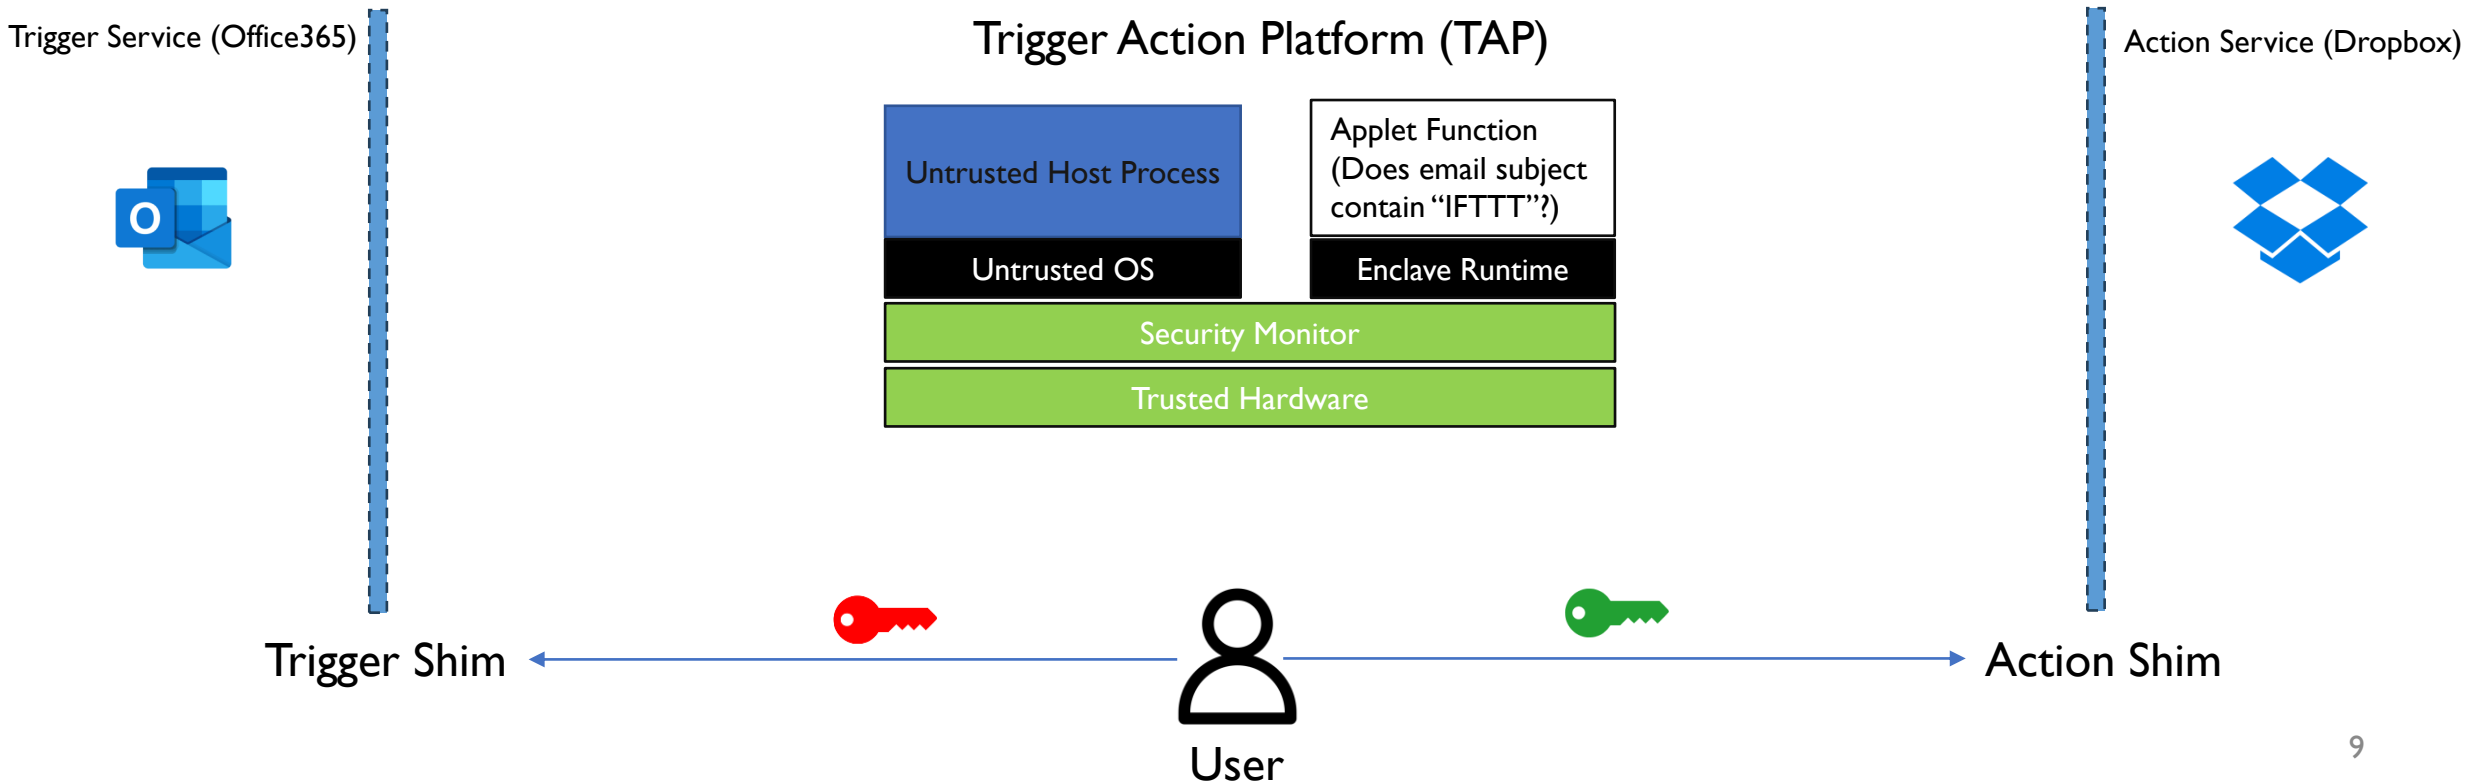 Trigger Service (Office365)
Trigger Action Platform (TAP)
Action Service (Dropbox)
Untrusted Host Process
Applet Function
(Does email subject
contain “IFTTT”?)
O
Untrusted OS
Enclave Runtime
Security Monitor
Trusted Hardware
Trigger Shim
Action Shim
User
9